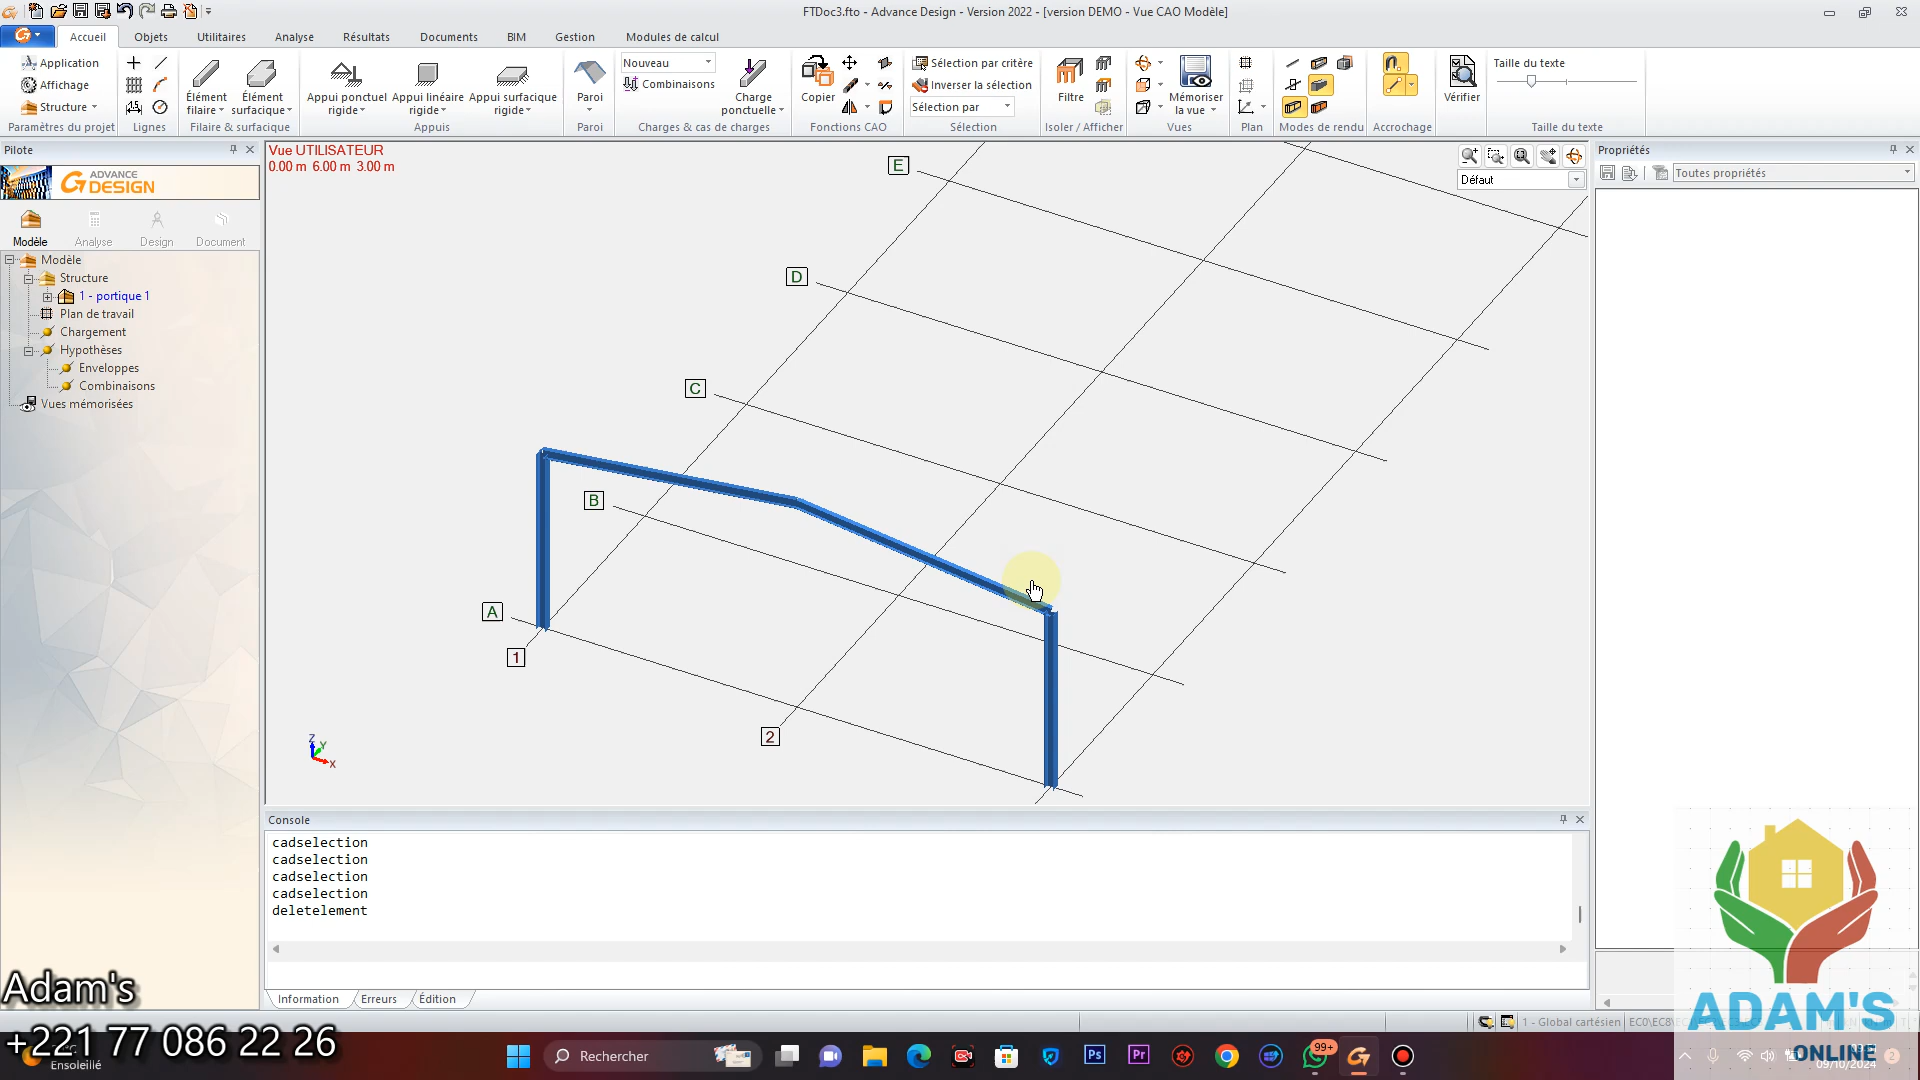 FTDoc3.fto - Advance Design - Version 2022 - [version DEMO - Vue CAO Modèle]
Accueil Objets Utilitaires Analyse Résultats Documents BIM Gestion Modules de calcul
Application
Affichage
Structure
Paramètres du projet
Lignes
Élément filaire
Élément surfacique
Filaire & surfacique
Appui ponctuel rigide
Appui linéaire rigide
Appui surfacique rigide
Appuis
Paroi
Paroi
Nouveau
Combinaisons
Charge ponctuelle
Charges & cas de charges
Copier
Fonctions CAO
Sélection par critère
Inverser la sélection
Sélection par
Sélection
Filtre
Isoler / Afficher
Mémoriser la vue
Vues
Plan
Modes de rendu
Accrochage
Vérifier
Taille du texte
Taille du texte
Pilote
ADVANCE
DESIGN
Modèle Analyse Design Document
Modèle
Structure
1 - portique 1
Plan de travail
Chargement
Hypothèses
Enveloppes
Combinaisons
Vues mémorisées
Vue UTILISATEUR
0.00 m 6.00 m 3.00 m
Défaut
E
D
C
B
A
1
2
Z
Y
X
Propriétés
Toutes propriétés
Console
cadselection
cadselection
cadselection
cadselection
deletelement
Information Erreurs Édition
1 - Global cartésien
Adam's
+221 77 086 22 26
Ensoleillé
Rechercher
Ps
Pr
99+
ADAM'S
ONLINE
09/10/2024
2